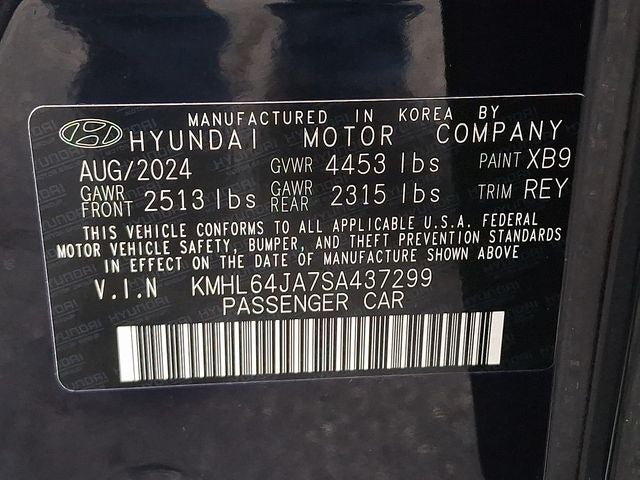 MANUFACTURED IN KOREA BY
HYUNDAI MOTOR COMPANY
AUG/2024 GVWR 4453 lbs PAINT XB9
GAWR FRONT 2513 lbs GAWR REAR 2315 lbs TRIM REY
THIS VEHICLE CONFORMS TO ALL APPLICABLE U.S.A. FEDERAL
MOTOR VEHICLE SAFETY, BUMPER, AND THEFT PREVENTION STANDARDS
IN EFFECT ON THE DATE OF MANUFACTURE SHOWN ABOVE
V.I.N KMHL64JA7SA437299
PASSENGER CAR